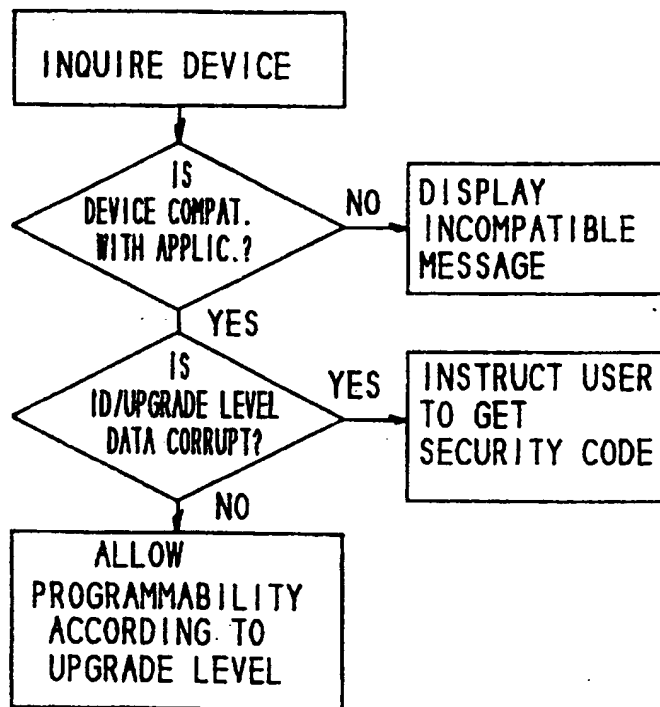 INQUIRE DEVICE
IS
DEVICE COMPAT.
WITH APPLIC.?
NO
DISPLAY
INCOMPATIBLE
MESSAGE
YES
IS
ID/UPGRADE LEVEL
DATA CORRUPT?
YES
INSTRUCT USER
TO GET
SECURITY CODE
NO
ALLOW
PROGRAMMABILITY
ACCORDING TO
UPGRADE LEVEL